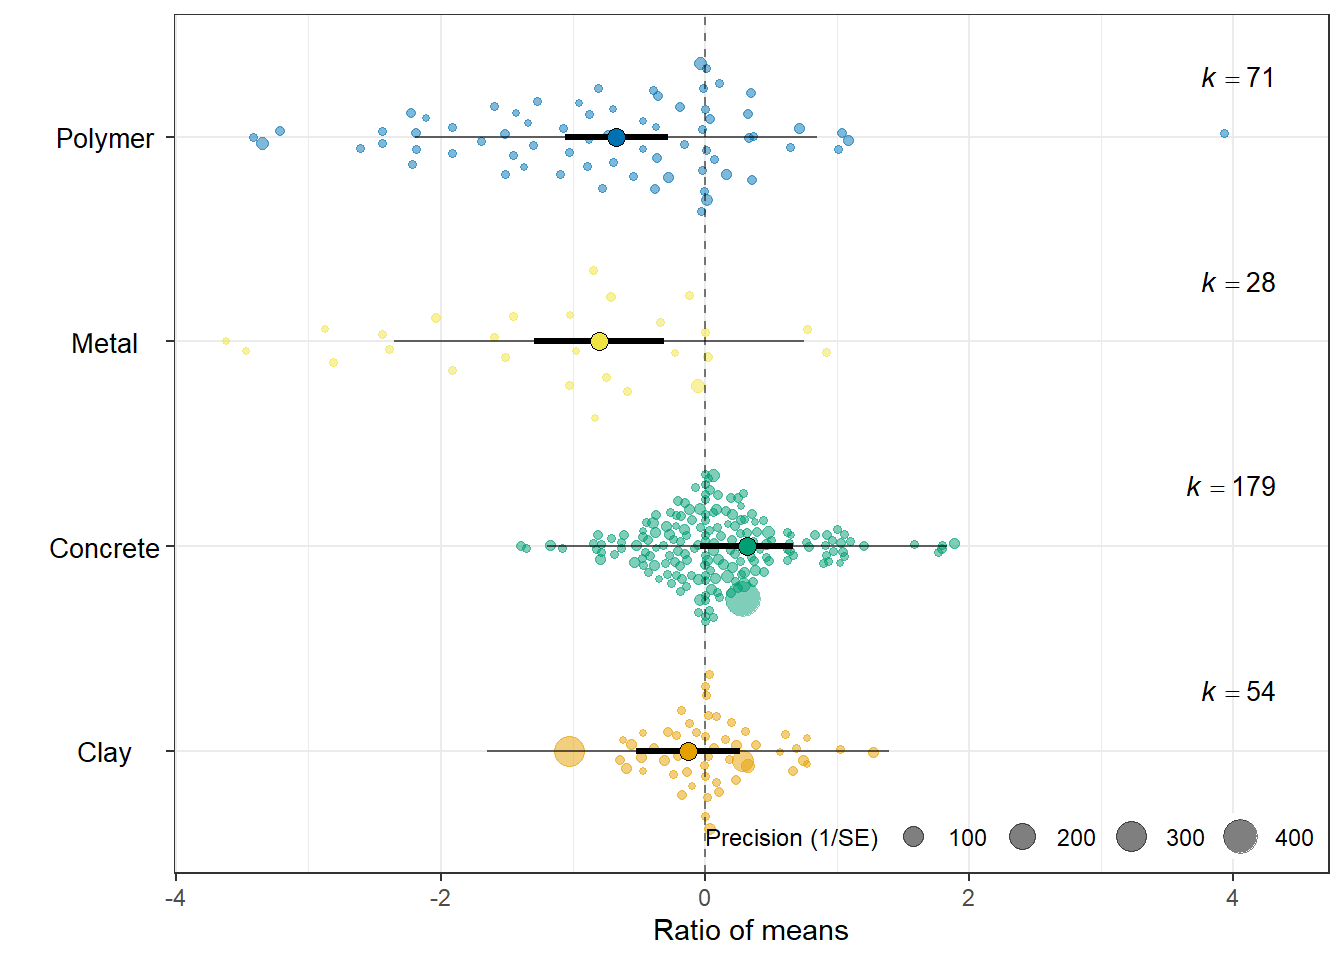 k = 71
Polymer
k = 28
Metal
k = 179
Concrete
k = 54
Clay
Precision (1/SE) 100 200 300 400
-4 -2 0 2 4
Ratio of means